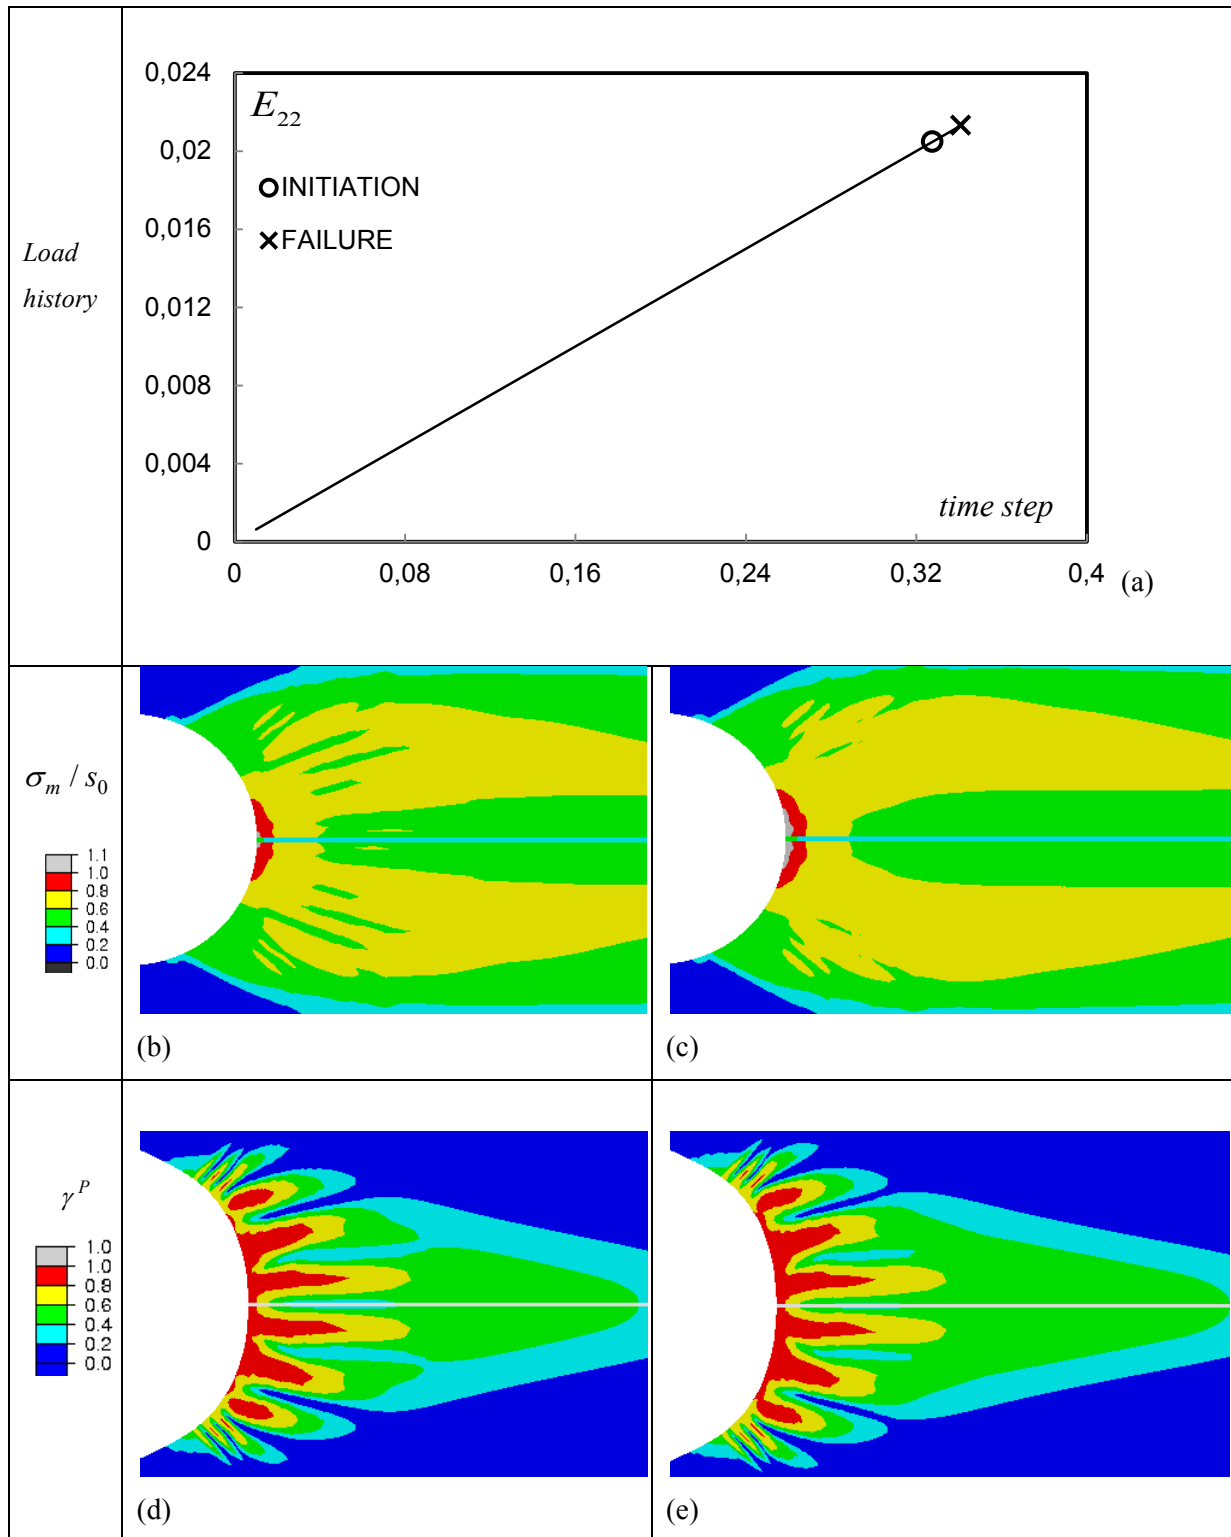 0,024
E22
0,02
INITIATION
0,016
FAILURE
Load
history
0,012
0,008
0,004
time step
0
0
0,08
0,16
0,24
0,32
0,4
(a)
σm / s0
1.1
1.0
0.8
0.6
0.4
0.2
0.0
(b)
(c)
γP
1.0
1.0
0.8
0.6
0.4
0.2
0.0
(d)
(e)